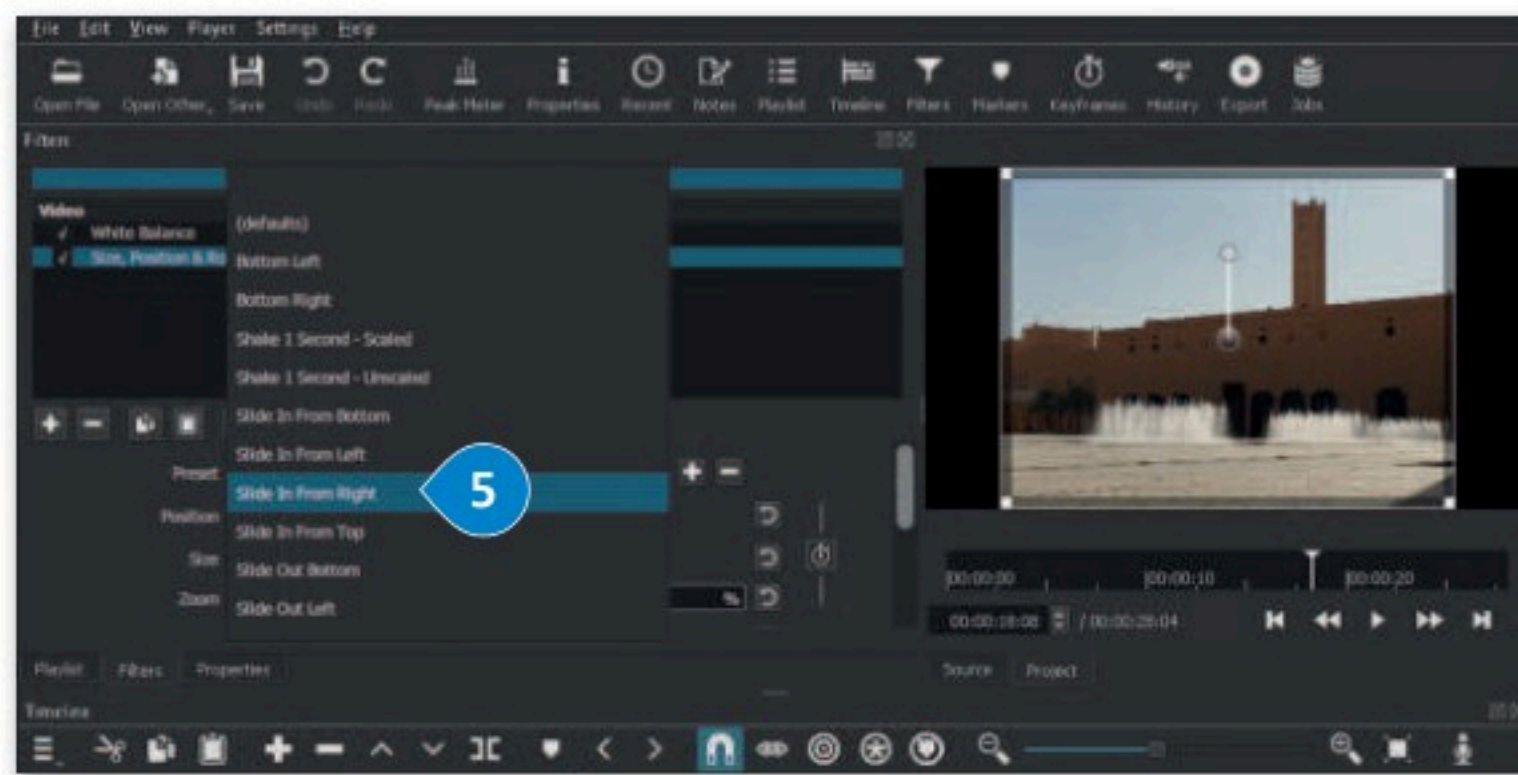 File Edit View Player Settings Help
Open File Open Other... Save Undo Redo Peak Meter Properties Recent Notes Playlist Timeline Filters Markers Keyframes History Export Jobs
Filters
Video
✓ White Balance
✓ Size, Position & Ro
(defaults)
Bottom Left
Bottom Right
Shake 1 Second - Scaled
Shake 1 Second - Unscaled
Slide In From Bottom
Slide In From Left
Preset
Slide In From Right
5
Position
Slide In From Top
Size
Slide Out Bottom
Zoom
Slide Out Left
%
00:00:00 00:00:10 00:00:20
00:00:18:08 / 00:00:28:04
Playlist Filters Properties
Source Project
Timeline